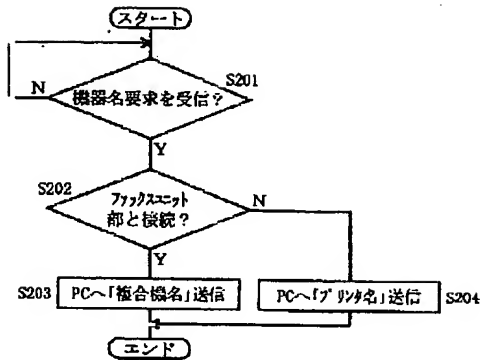 スタート
N
機器名要求を受信？
S201
Y
S202
ファックスユニット
部と接続？
N
Y
S203
PCへ「複合機名」送信
PCへ「プリンタ名」送信
S204
エンド